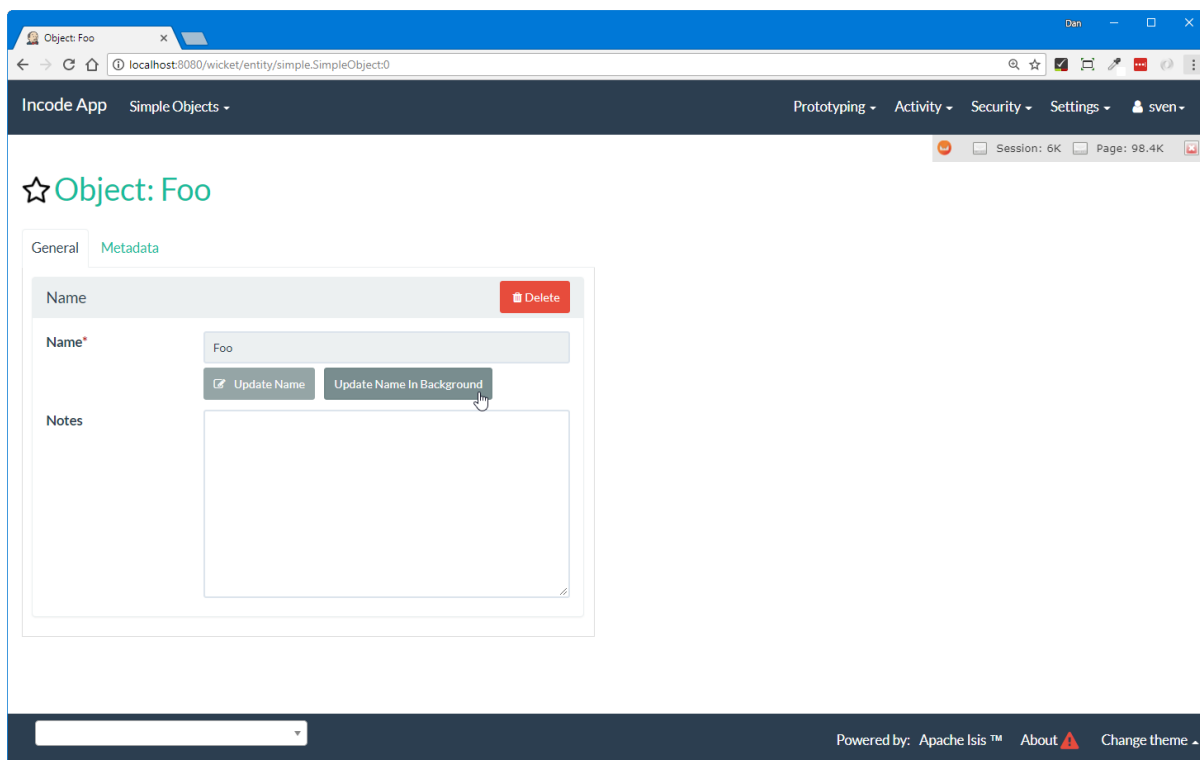 Dan
Object: Foo
localhost:8080/wicket/entity/simple.SimpleObject:0
Incode App Simple Objects Prototyping Activity Security Settings sven
Session: 6K Page: 98.4K
Object: Foo
General Metadata
Name Delete
Name* Foo
Update Name Update Name In Background
Notes
Powered by: Apache Isis ™ About Change theme